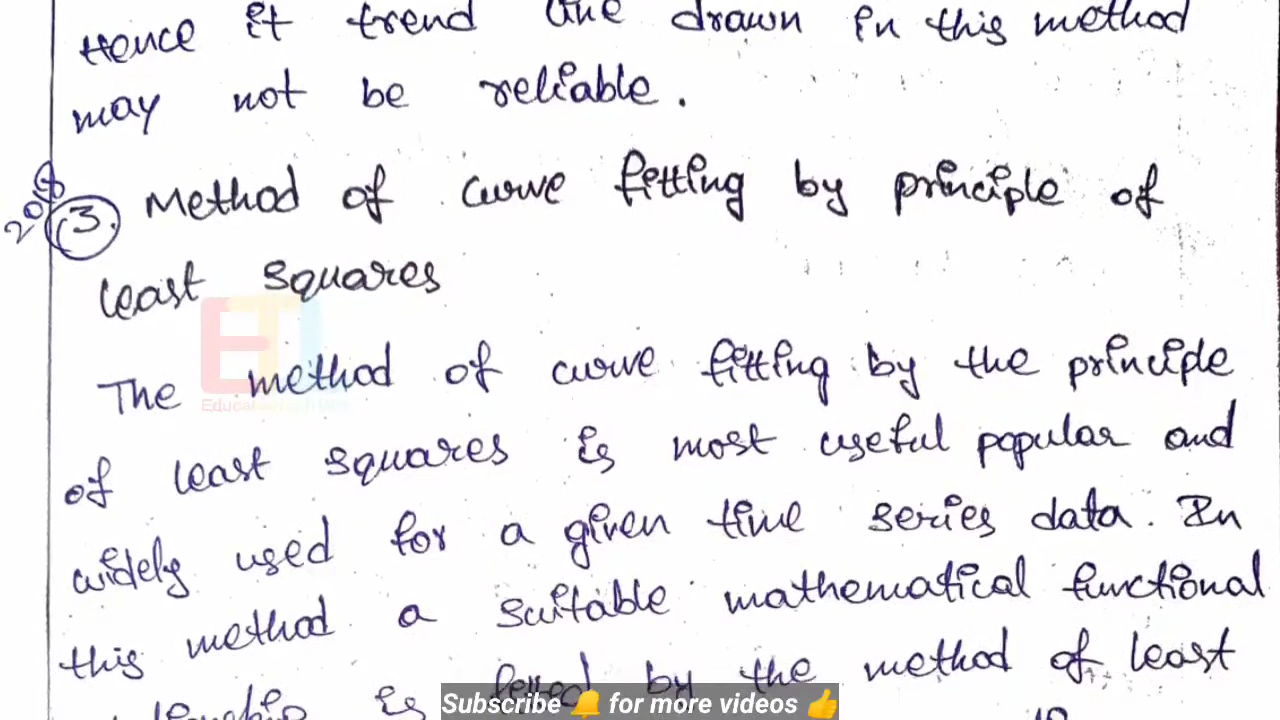 Hence it trend line drawn in this method
may not be reliable.
2018
3. Method of curve fitting by principle of
least squares
The method of curve fitting by the principle
of least squares is most useful popular and
widely used for a given time series data. In
this method a suitable mathematical functional
is by the method of least
Subscribe 🔔 for more videos 👍